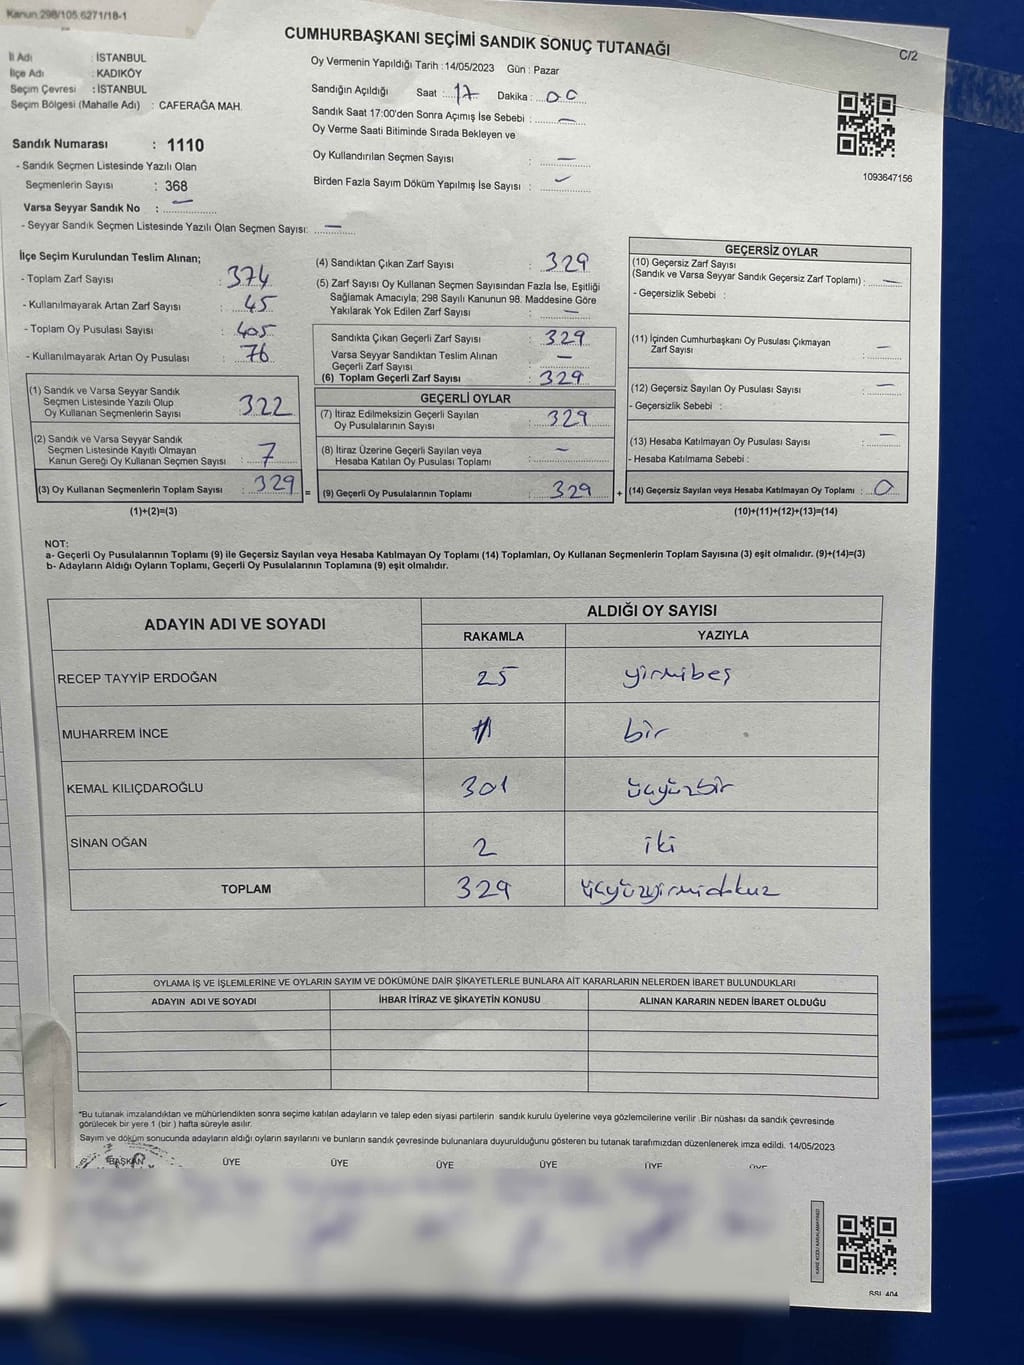 Kanun 298/105.6271/18-1
CUMHURBAŞKANI SEÇİMİ SANDIK SONUÇ TUTANAĞI
C/2
İl Adı : İSTANBUL
İlçe Adı : KADIKÖY
Seçim Çevresi : İSTANBUL
Seçim Bölgesi (Mahalle Adı) : CAFERAĞA MAH.
Oy Vermenin Yapıldığı Tarih : 14/05/2023 Gün : Pazar
Sandığın Açıldığı Saat : 17 Dakika : 00
Sandık Saat 17:00'den Sonra Açımış İse Sebebi : —
Oy Verme Saati Bitiminde Sırada Bekleyen ve
Oy Kullandırılan Seçmen Sayısı : —
Birden Fazla Sayım Döküm Yapılmış İse Sayısı : —
1093647156
Sandık Numarası : 1110
- Sandık Seçmen Listesinde Yazılı Olan
Seçmenlerin Sayısı : 368
Varsa Seyyar Sandık No : —
- Seyyar Sandık Seçmen Listesinde Yazılı Olan Seçmen Sayısı: —
İlçe Seçim Kurulundan Teslim Alınan;
- Toplam Zarf Sayısı : 374
- Kullanılmayarak Artan Zarf Sayısı : 45
- Toplam Oy Pusulası Sayısı : 405
- Kullanılmayarak Artan Oy Pusulası : 76
(1) Sandık ve Varsa Seyyar Sandık
Seçmen Listesinde Yazılı Olup
Oy Kullanan Seçmenlerin Sayısı : 322
(2) Sandık ve Varsa Seyyar Sandık
Seçmen Listesinde Kayıtlı Olmayan
Kanun Gereği Oy Kullanan Seçmen Sayısı : 7
(3) Oy Kullanan Seçmenlerin Toplam Sayısı : 329
(1)+(2)=(3)
(4) Sandıktan Çıkan Zarf Sayısı : 329
(5) Zarf Sayısı Oy Kullanan Seçmen Sayısından Fazla İse, Eşitliği
Sağlamak Amacıyla; 298 Sayılı Kanunun 98. Maddesine Göre
Yakılarak Yok Edilen Zarf Sayısı : —
Sandıkta Çıkan Geçerli Zarf Sayısı : 329
Varsa Seyyar Sandıktan Teslim Alınan
Geçerli Zarf Sayısı : —
(6) Toplam Geçerli Zarf Sayısı : 329
GEÇERLİ OYLAR
(7) İtiraz Edilmeksizin Geçerli Sayılan
Oy Pusulalarının Sayısı : 329
(8) İtiraz Üzerine Geçerli Sayılan veya
Hesaba Katılan Oy Pusulası Toplamı : —
= (9) Geçerli Oy Pusulalarının Toplamı : 329
GEÇERSİZ OYLAR
(10) Geçersiz Zarf Sayısı
(Sandık ve Varsa Seyyar Sandık Geçersiz Zarf Toplamı) : —
- Geçersizlik Sebebi :
(11) İçinden Cumhurbaşkanı Oy Pusulası Çıkmayan
Zarf Sayısı : —
(12) Geçersiz Sayılan Oy Pusulası Sayısı : —
- Geçersizlik Sebebi :
(13) Hesaba Katılmayan Oy Pusulası Sayısı : —
- Hesaba Katılmama Sebebi :
+ (14) Geçersiz Sayılan veya Hesaba Katılmayan Oy Toplamı : 0
(10)+(11)+(12)+(13)=(14)
NOT:
a- Geçerli Oy Pusulalarının Toplamı (9) ile Geçersiz Sayılan veya Hesaba Katılmayan Oy Toplamı (14) Toplamları, Oy Kullanan Seçmenlerin Toplam Sayısına (3) eşit olmalıdır. (9)+(14)=(3)
b- Adayların Aldığı Oyların Toplamı, Geçerli Oy Pusulalarının Toplamına (9) eşit olmalıdır.
ADAYIN ADI VE SOYADI ALDIĞI OY SAYISI
RAKAMLA YAZIYLA
RECEP TAYYİP ERDOĞAN 25 yirmibeş
MUHARREM İNCE 1 bir
KEMAL KILIÇDAROĞLU 301 üçyüzbir
SİNAN OĞAN 2 iki
TOPLAM 329 üçyüzyirmidokuz
OYLAMA İŞ VE İŞLEMLERİNE VE OYLARIN SAYIM VE DÖKÜMÜNE DAİR ŞİKAYETLERLE BUNLARA AİT KARARLARIN NELERDEN İBARET BULUNDUKLARI
ADAYIN ADI VE SOYADI İHBAR İTİRAZ VE ŞİKAYETİN KONUSU ALINAN KARARIN NEDEN İBARET OLDUĞU
*Bu tutanak imzalandıktan ve mühürlendikten sonra seçime katılan adayların ve talep eden siyasi partilerin sandık kurulu üyelerine veya gözlemcilerine verilir .Bir nüshası da sandık çevresinde
görülecek bir yere 1 (bir ) hafta süreyle asılır.
Sayım ve döküm sonucunda adayların aldığı oyların sayılarını ve bunların sandık çevresinde bulunanlara duyurulduğunu gösteren bu tutanak tarafımızdan düzenlenerek imza edildi. 14/05/2023
BAŞKAN ÜYE ÜYE ÜYE ÜYE ÜYE ÜYE